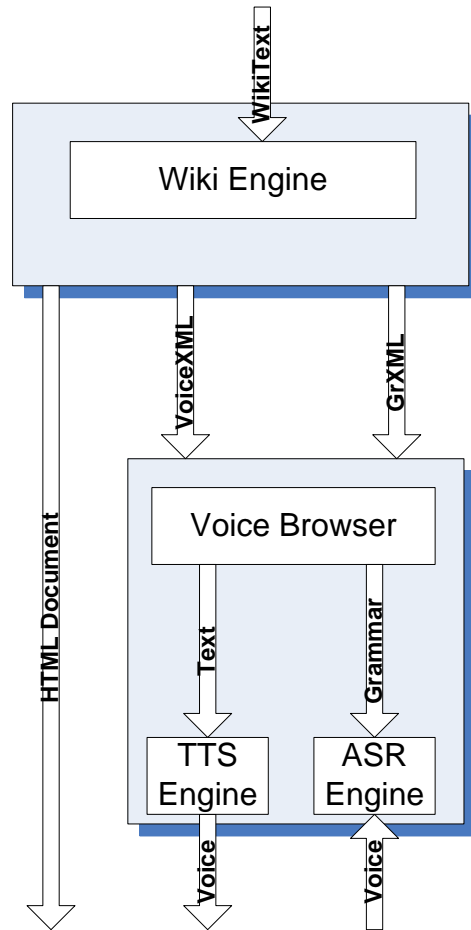 WikiText
Wiki Engine
VoiceXML
GrXML
HTML Document
Voice Browser
Text
Grammar
TTS
Engine
ASR
Engine
Voice
Voice